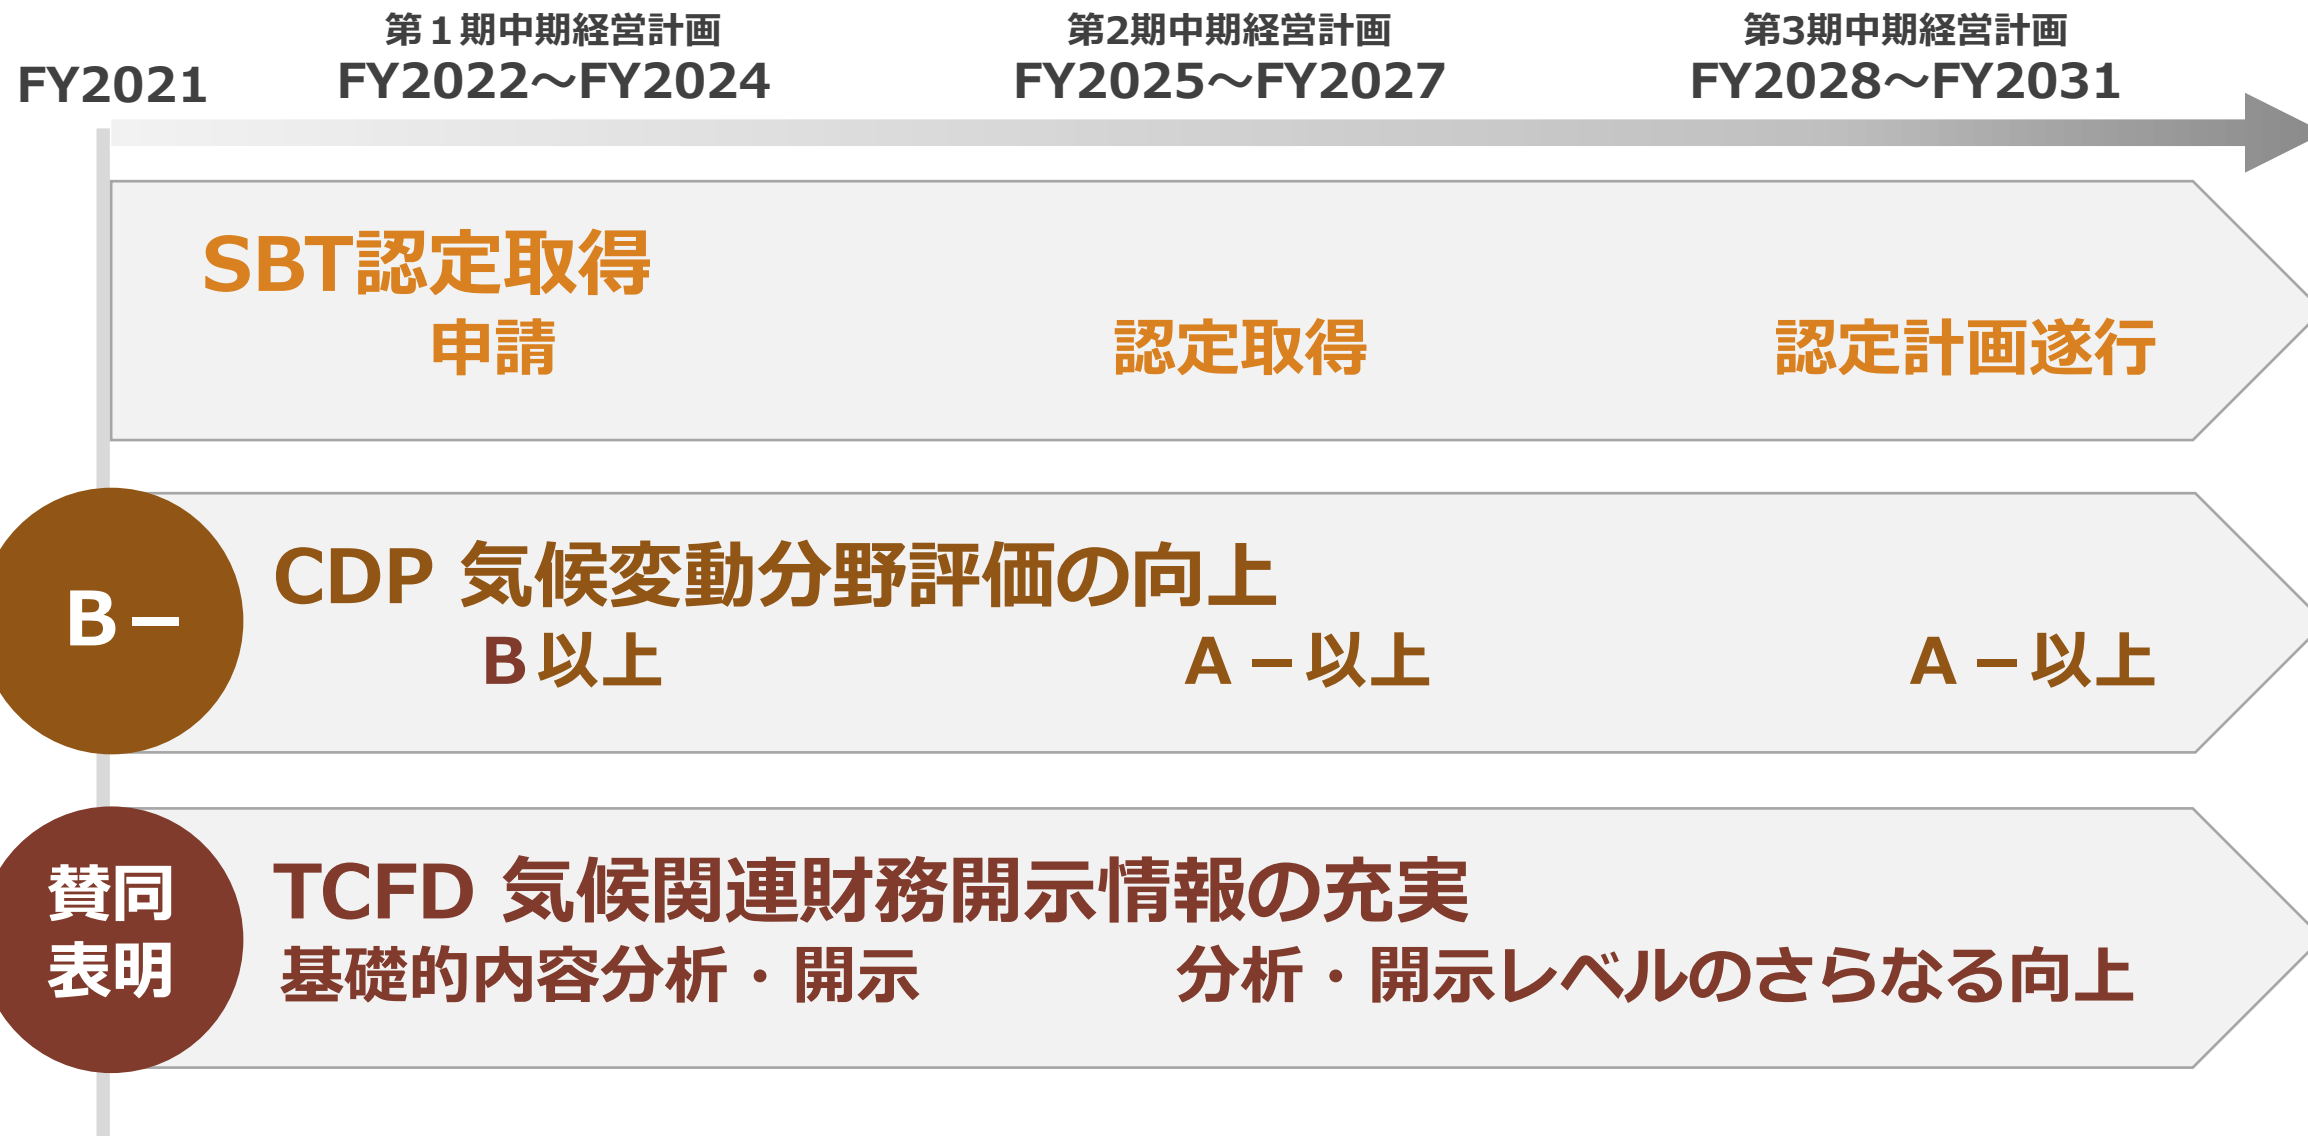 FY2021
第１期中期経営計画
FY2022～FY2024
第2期中期経営計画
FY2025～FY2027
第3期中期経営計画
FY2028～FY2031
SBT認定取得
申請
認定取得
認定計画遂行
B－
CDP 気候変動分野評価の向上
B以上
A－以上
A－以上
賛同
表明
TCFD 気候関連財務開示情報の充実
基礎的内容分析・開示
分析・開示レベルのさらなる向上